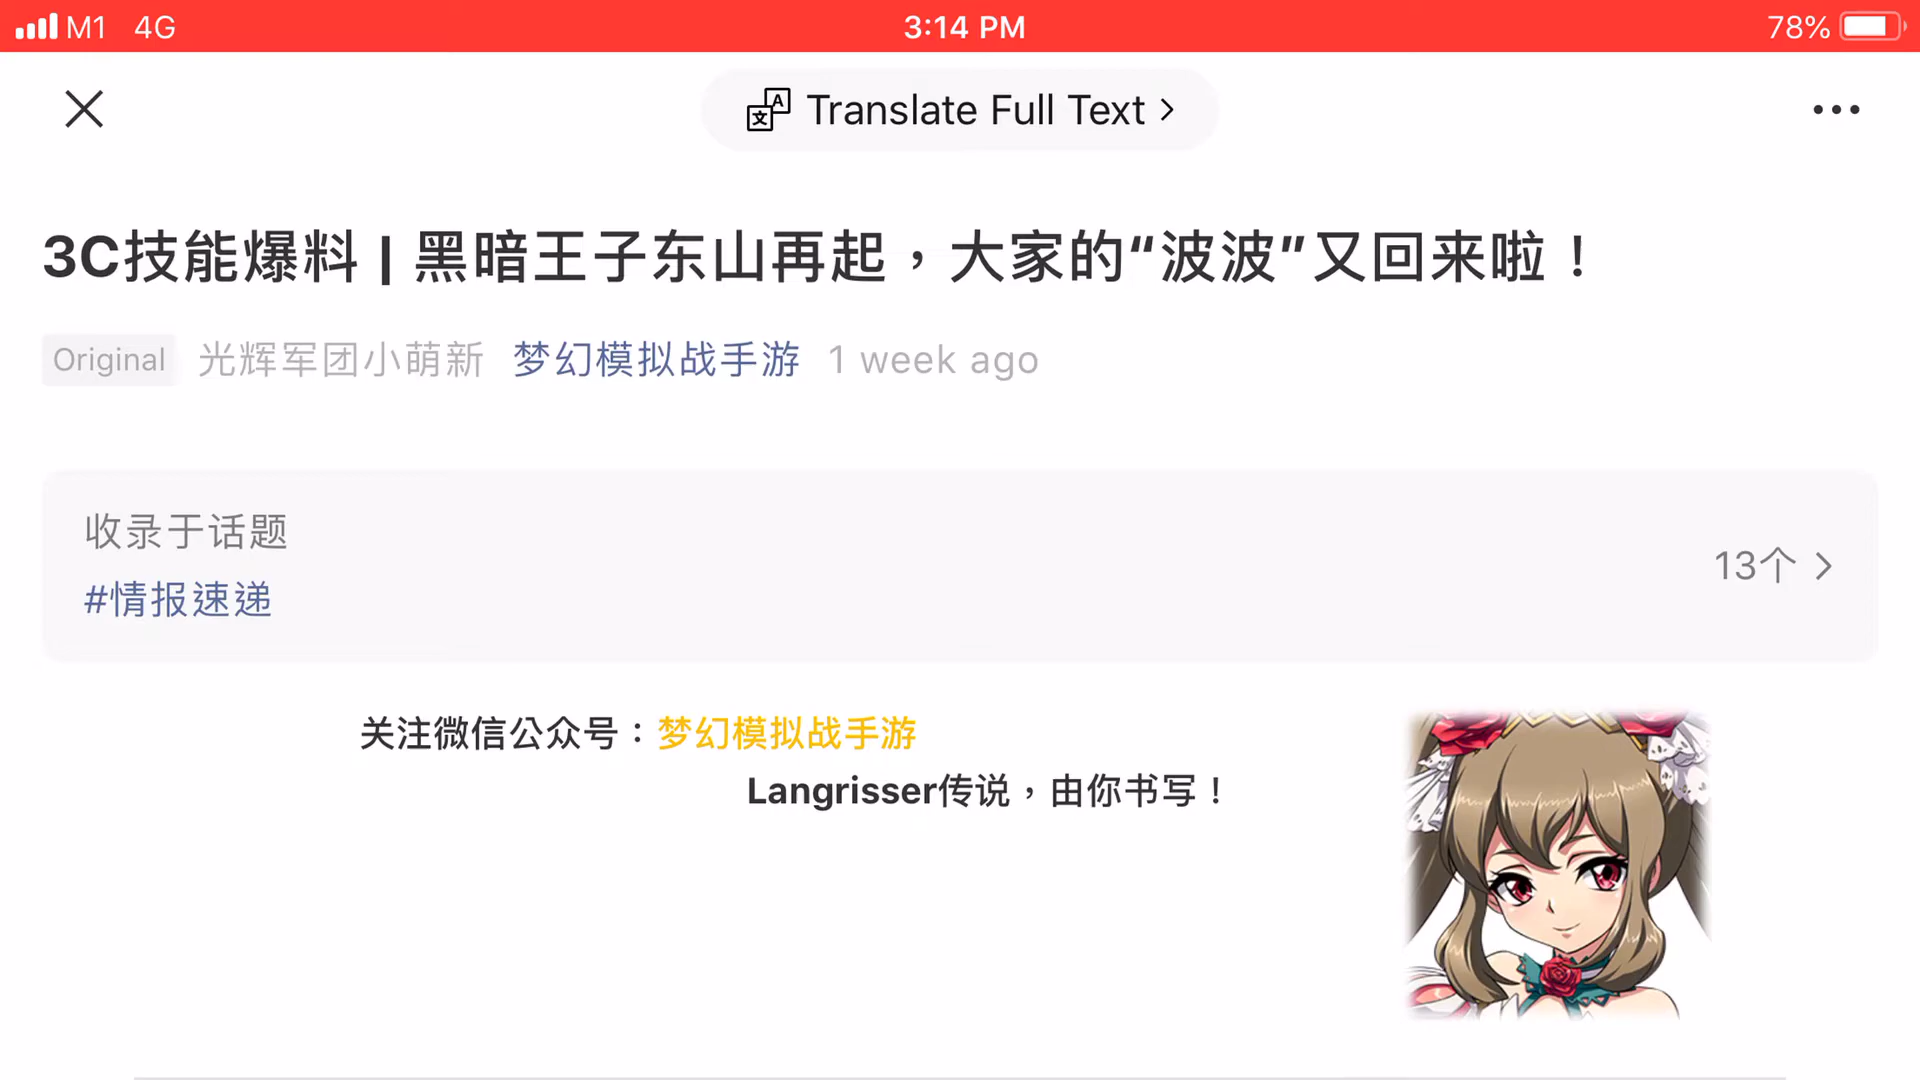 M1 4G 3:14 PM 78%
Translate Full Text
3C技能爆料 | 黑暗王子东山再起，大家的“波波”又回来啦！
Original 光辉军团小萌新 梦幻模拟战手游 1 week ago
收录于话题
#情报速递
13个
关注微信公众号：梦幻模拟战手游
Langrisser传说，由你书写！